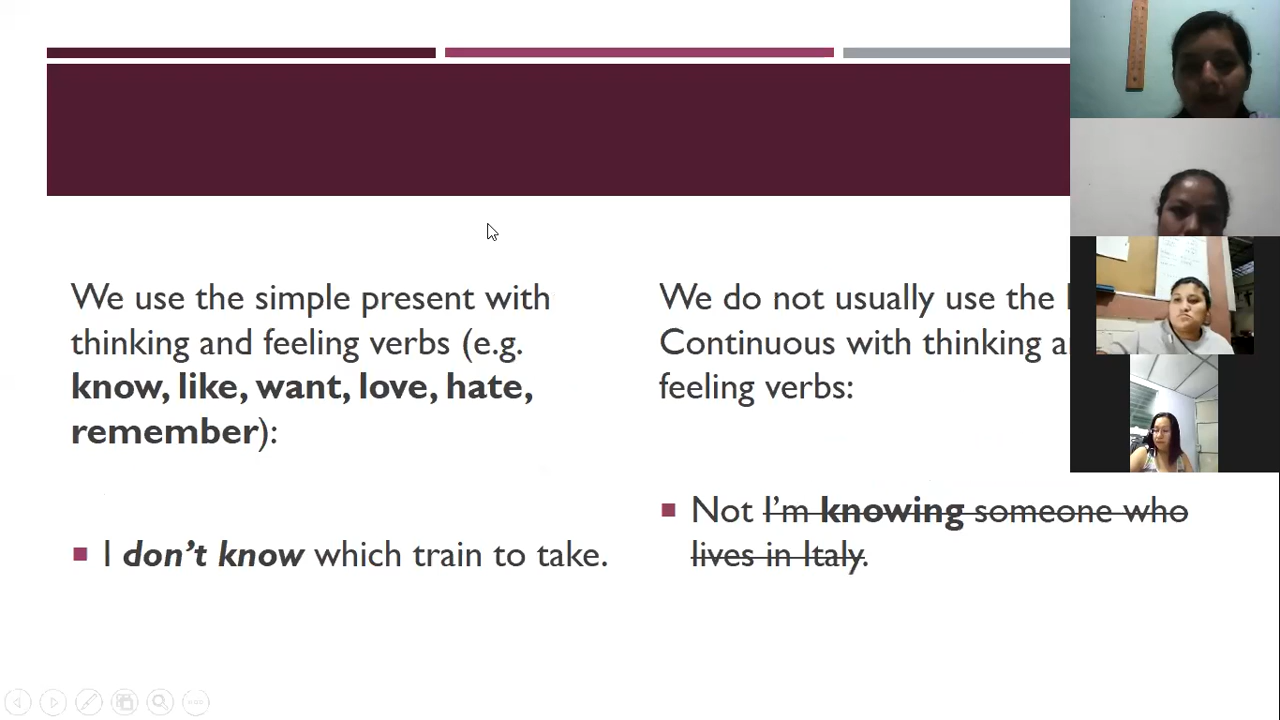 We use the simple present with
thinking and feeling verbs (e.g.
know, like, want, love, hate,
remember):
I don't know which train to take.
We do not usually use the
Continuous with thinking
feeling verbs:
Not I'm knowing someone who
lives in Italy.